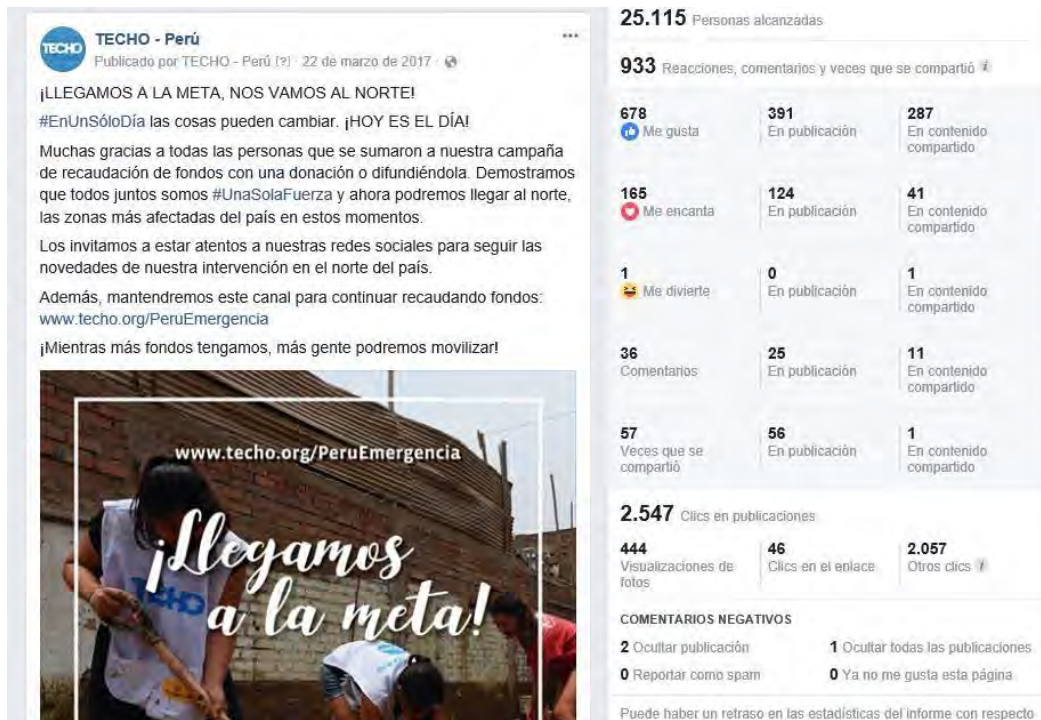 TECHO
TECHO - Perú
Publicado por TECHO - Perú [?] · 22 de marzo de 2017 ·
¡LLEGAMOS A LA META, NOS VAMOS AL NORTE!
#EnUnSóloDía las cosas pueden cambiar. ¡HOY ES EL DÍA!
Muchas gracias a todas las personas que se sumaron a nuestra campaña
de recaudación de fondos con una donación o difundiéndola. Demostramos
que todos juntos somos #UnaSolaFuerza y ahora podremos llegar al norte,
las zonas más afectadas del país en estos momentos.
Los invitamos a estar atentos a nuestras redes sociales para seguir las
novedades de nuestra intervención en el norte del país.
Además, mantendremos este canal para continuar recaudando fondos:
www.techo.org/PeruEmergencia
¡Mientras más fondos tengamos, más gente podremos movilizar!
www.techo.org/PeruEmergencia
¡Llegamos
a la meta!
TECHO
25.115 Personas alcanzadas
933 Reacciones, comentarios y veces que se compartió
678
Me gusta
391
En publicación
287
En contenido
compartido
165
Me encanta
124
En publicación
41
En contenido
compartido
1
Me divierte
0
En publicación
1
En contenido
compartido
36
Comentarios
25
En publicación
11
En contenido
compartido
57
Veces que se
compartió
56
En publicación
1
En contenido
compartido
2.547 Clics en publicaciones
444
Visualizaciones de
fotos
46
Clics en el enlace
2.057
Otros clics
COMENTARIOS NEGATIVOS
2 Ocultar publicación
1 Ocultar todas las publicaciones
0 Reportar como spam
0 Ya no me gusta esta página
Puede haber un retraso en las estadísticas del informe con respecto